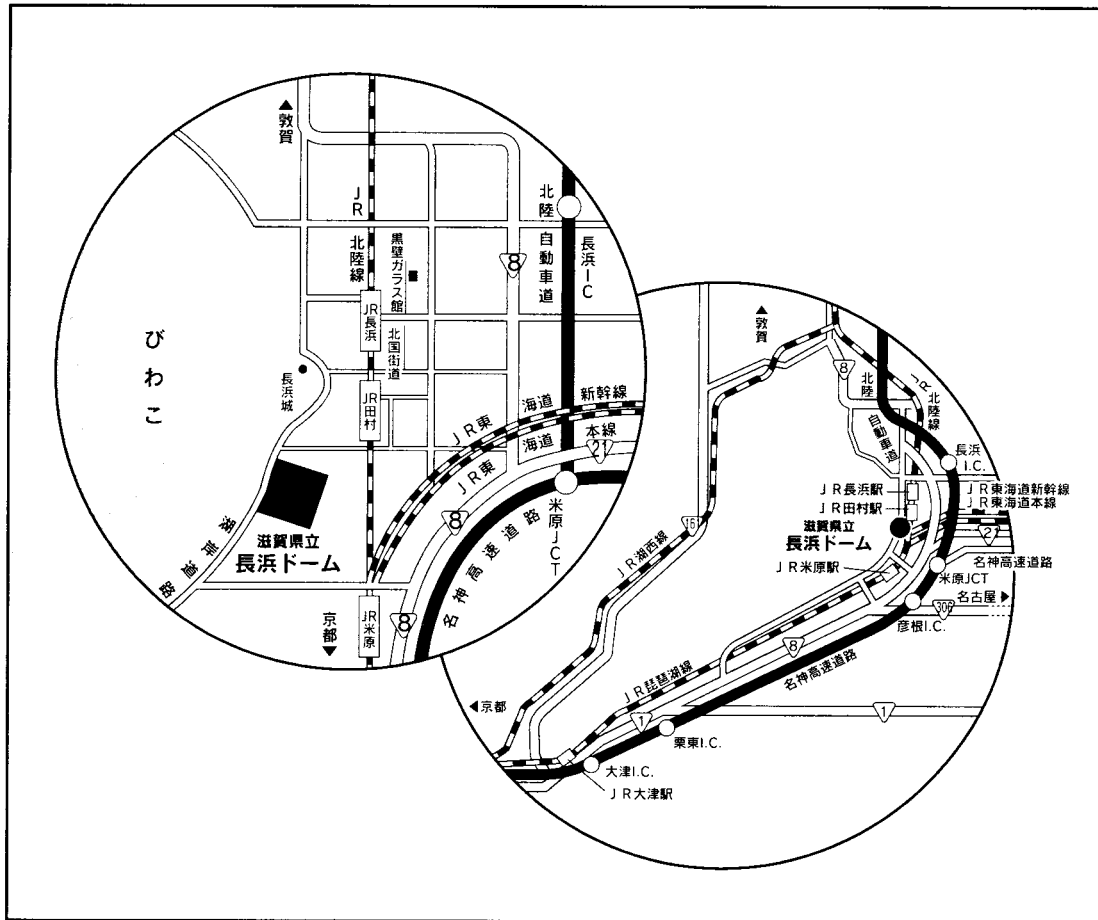 ▲敦賀
JR
北陸線
黒壁ガラス館
北陸
自動車道
長浜IC
8
JR長浜
北国街道
びわこ
長浜城
JR田村
JR東海道新幹線
JR東海道本線
21
8
米原JCT
名神高速道路
湖岸道路
滋賀県立
長浜ドーム
京都▼
JR米原
8
▲敦賀
8
北陸
自動車道
JR北陸線
長浜
I.C.
JR長浜駅
JR田村駅
JR東海道新幹線
JR東海道本線
滋賀県立
長浜ドーム
21
JR米原駅
名神高速道路
米原JCT
名古屋▶
306
彦根I.C.
161
JR湖西線
8
JR琵琶湖線
名神高速道路
◀京都
1
1
栗東I.C.
大津I.C.
JR大津駅